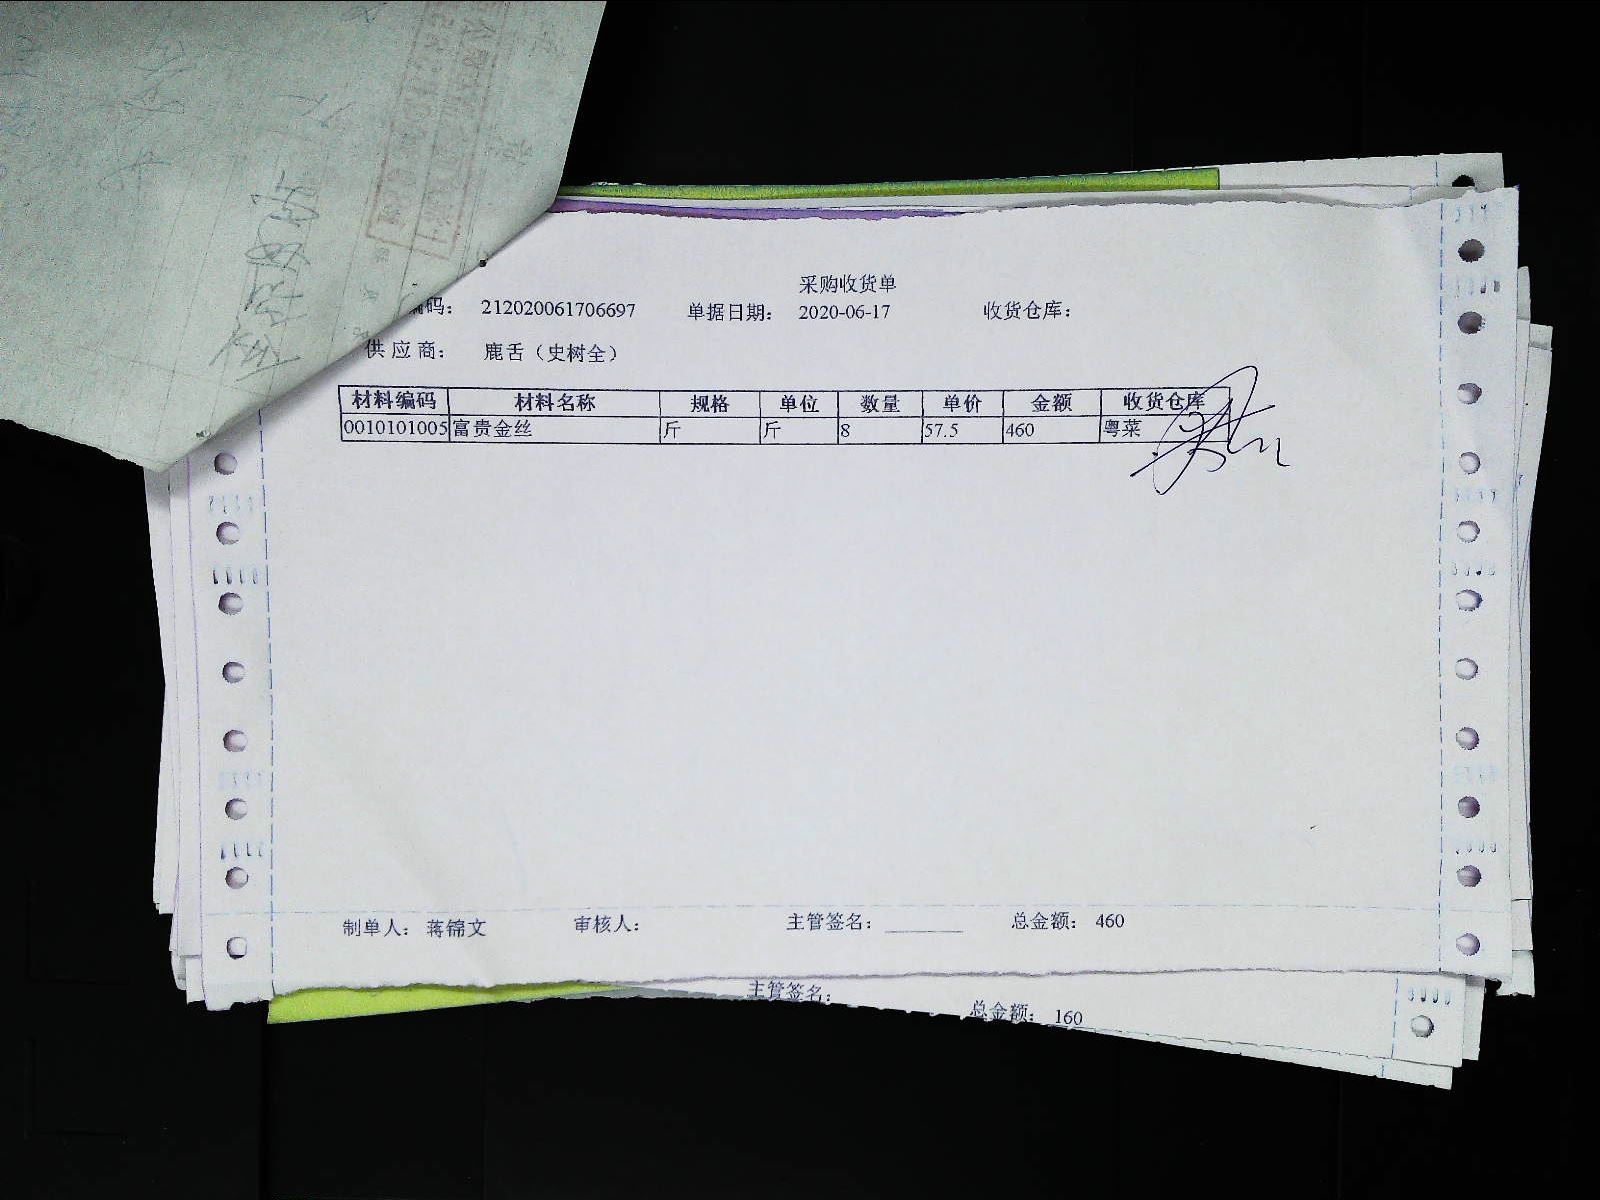 采购收货单
编码： 212020061706697 单据日期： 2020-06-17 收货仓库：
供应商： 鹿舌（史树全）
材料编码 材料名称 规格 单位 数量 单价 金额 收货仓库
0010101005 富贵金丝 斤 斤 8 57.5 460 粤菜
制单人： 蒋锦文 审核人： 主管签名： 总金额： 460
主管签名：
总金额： 160